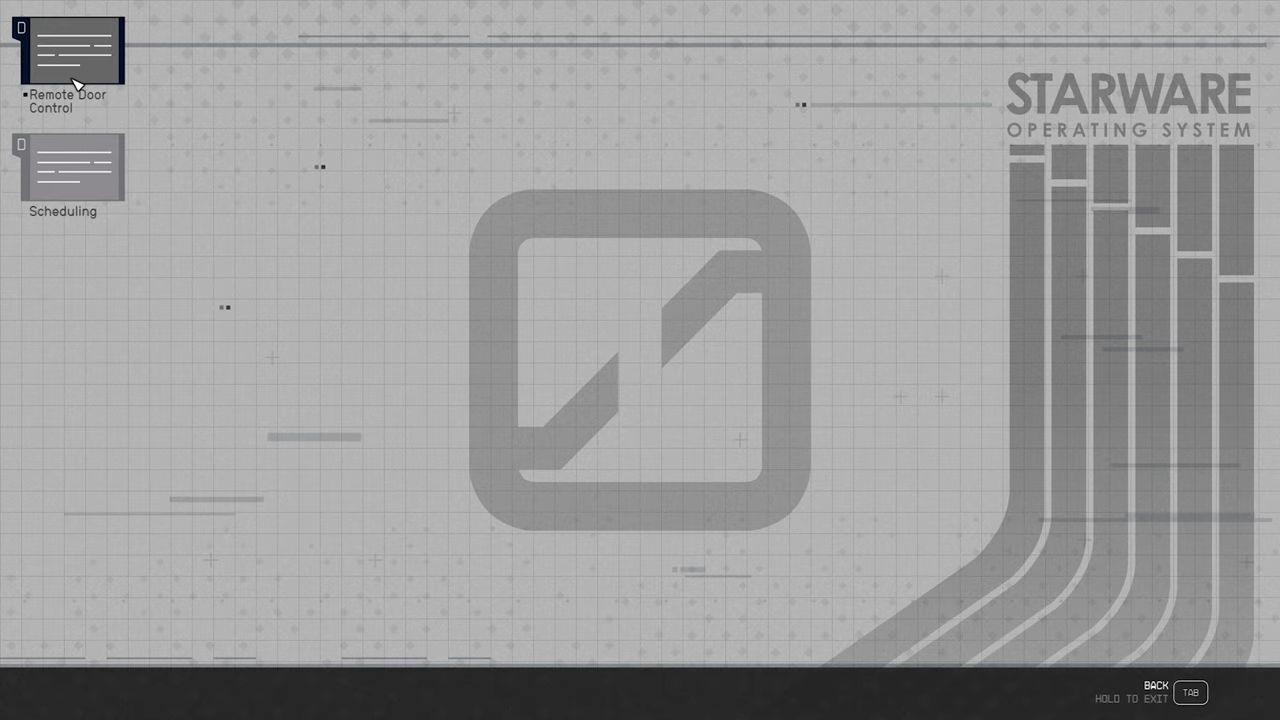 D
Remote Door
Control
D
Scheduling
STARWARE
OPERATING SYSTEM
BACK
HOLD TO EXIT
TAB